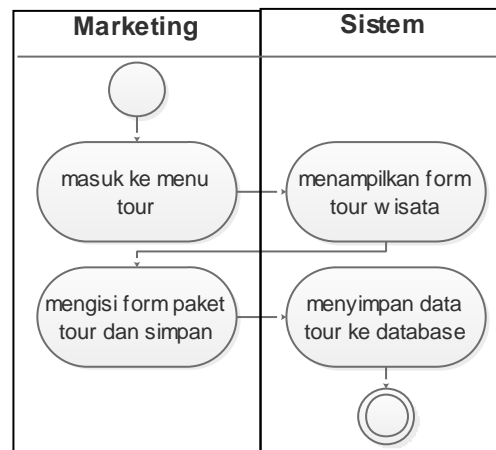 Marketing
Sistem
masuk ke menu
tour
menampilkan form
tour wisata
mengisi form paket
tour dan simpan
menyimpan data
tour ke database